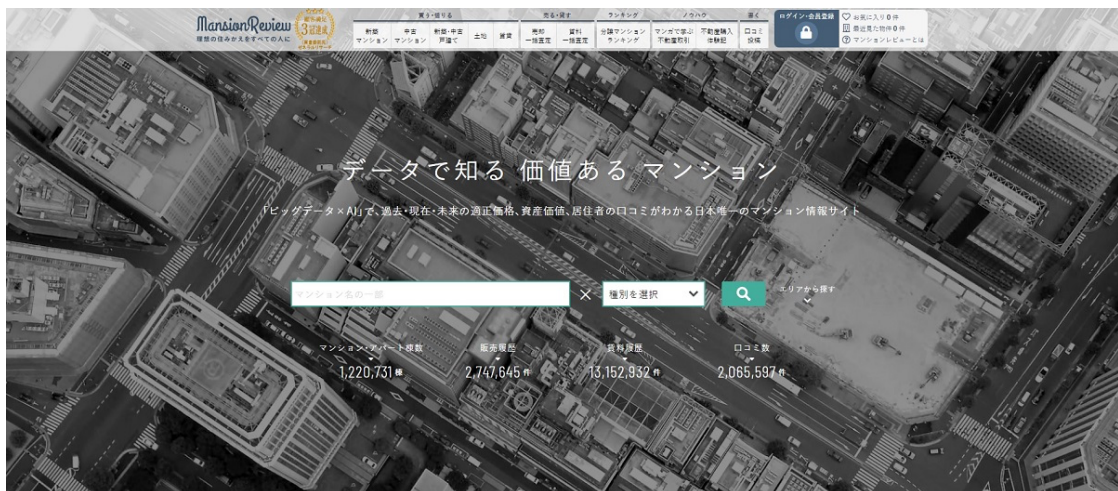 MansionReview
理想の住みかえをすべての人に
3冠達成
買う・借りる
新築
マンション
中古
マンション
新築・中古
戸建て
土地
賃貸
売る・貸す
売却
一括査定
賃料
一括査定
ランキング
分譲マンション
ランキング
ノウハウ
マンガで学ぶ
不動産取引
不動産購入
体験記
書く
口コミ
投稿
ログイン・会員登録
お気に入り0件
最近見た物件0件
マンションレビューとは
データで知る 価値ある マンション
「ビッグデータ×AI」で、過去・現在・未来の適正価格、資産価値、居住者の口コミがわかる日本唯一のマンション情報サイト
マンション名の一部
×
種別を選択
エリアから探す
マンション・アパート棟数
1,220,731棟
販売履歴
2,747,645件
賃料履歴
13,152,932件
口コミ数
2,065,597件